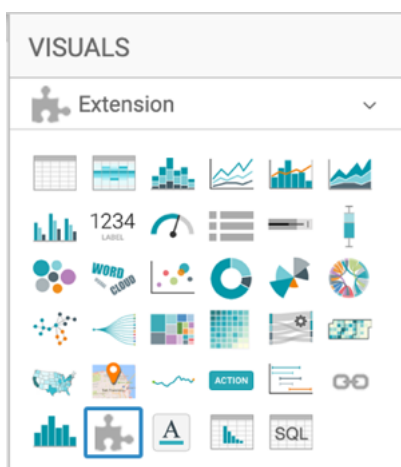 VISUALS
Extension
1234
LABEL
WORD
CLOUD
ACTION
A
SQL